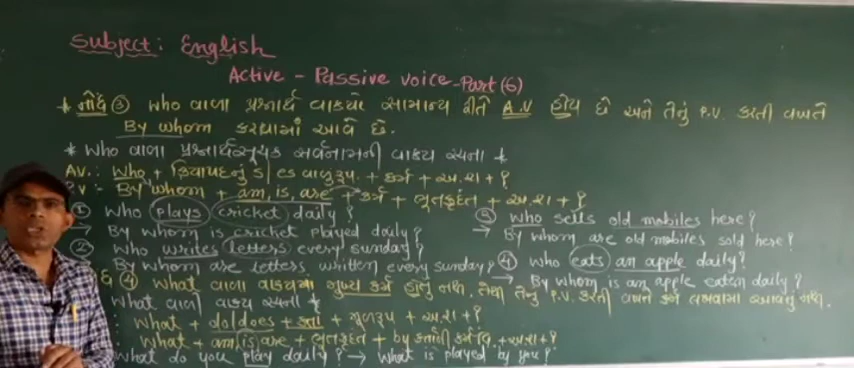 Subject: English
Active - Passive voice - Part (6)
* નોંધ ③ Who વાળા પ્રશ્નાર્થ વાક્યો સામાન્ય રીતે A.V હોય છે અને તેનું P.V. કરતી વખતે
By whom કરવામાં આવે છે.
* Who વાળા પ્રશ્નાર્થસૂચક સર્વનામની વાક્ય રચના *
AV.: Who + ક્રિયાપદનું s/es વાળુરૂપ. + કર્મ + અ.શ. + ?
P.V :- By whom + am, is, are + કર્મ + ભૂતકૃદંત + અ.શ. + ?
① Who plays cricket daily?
→ By whom is cricket played daily?
② Who writes letters every sunday?
By whom are letters written every sunday?
③ Who sells old mobiles here?
→ By whom are old mobiles sold here?
④ Who eats an apple daily?
→ By whom is an apple eaten daily?
④ What વાળા વાક્યમાં મુખ્ય કર્મ હોતું નથી, તેથી તેનું P.V. કરતી વખતે કર્મ લખવામાં આવતું નથી.
What વાળી વાક્ય રચના *
What + do/does + કર્તા + મૂળરૂપ + અ.શ. + ?
What + am, is, are + ભૂતકૃદંત + by કર્તાની કર્મ વિ. + અ.શ. + ?
What do you play daily? → What is played by you?